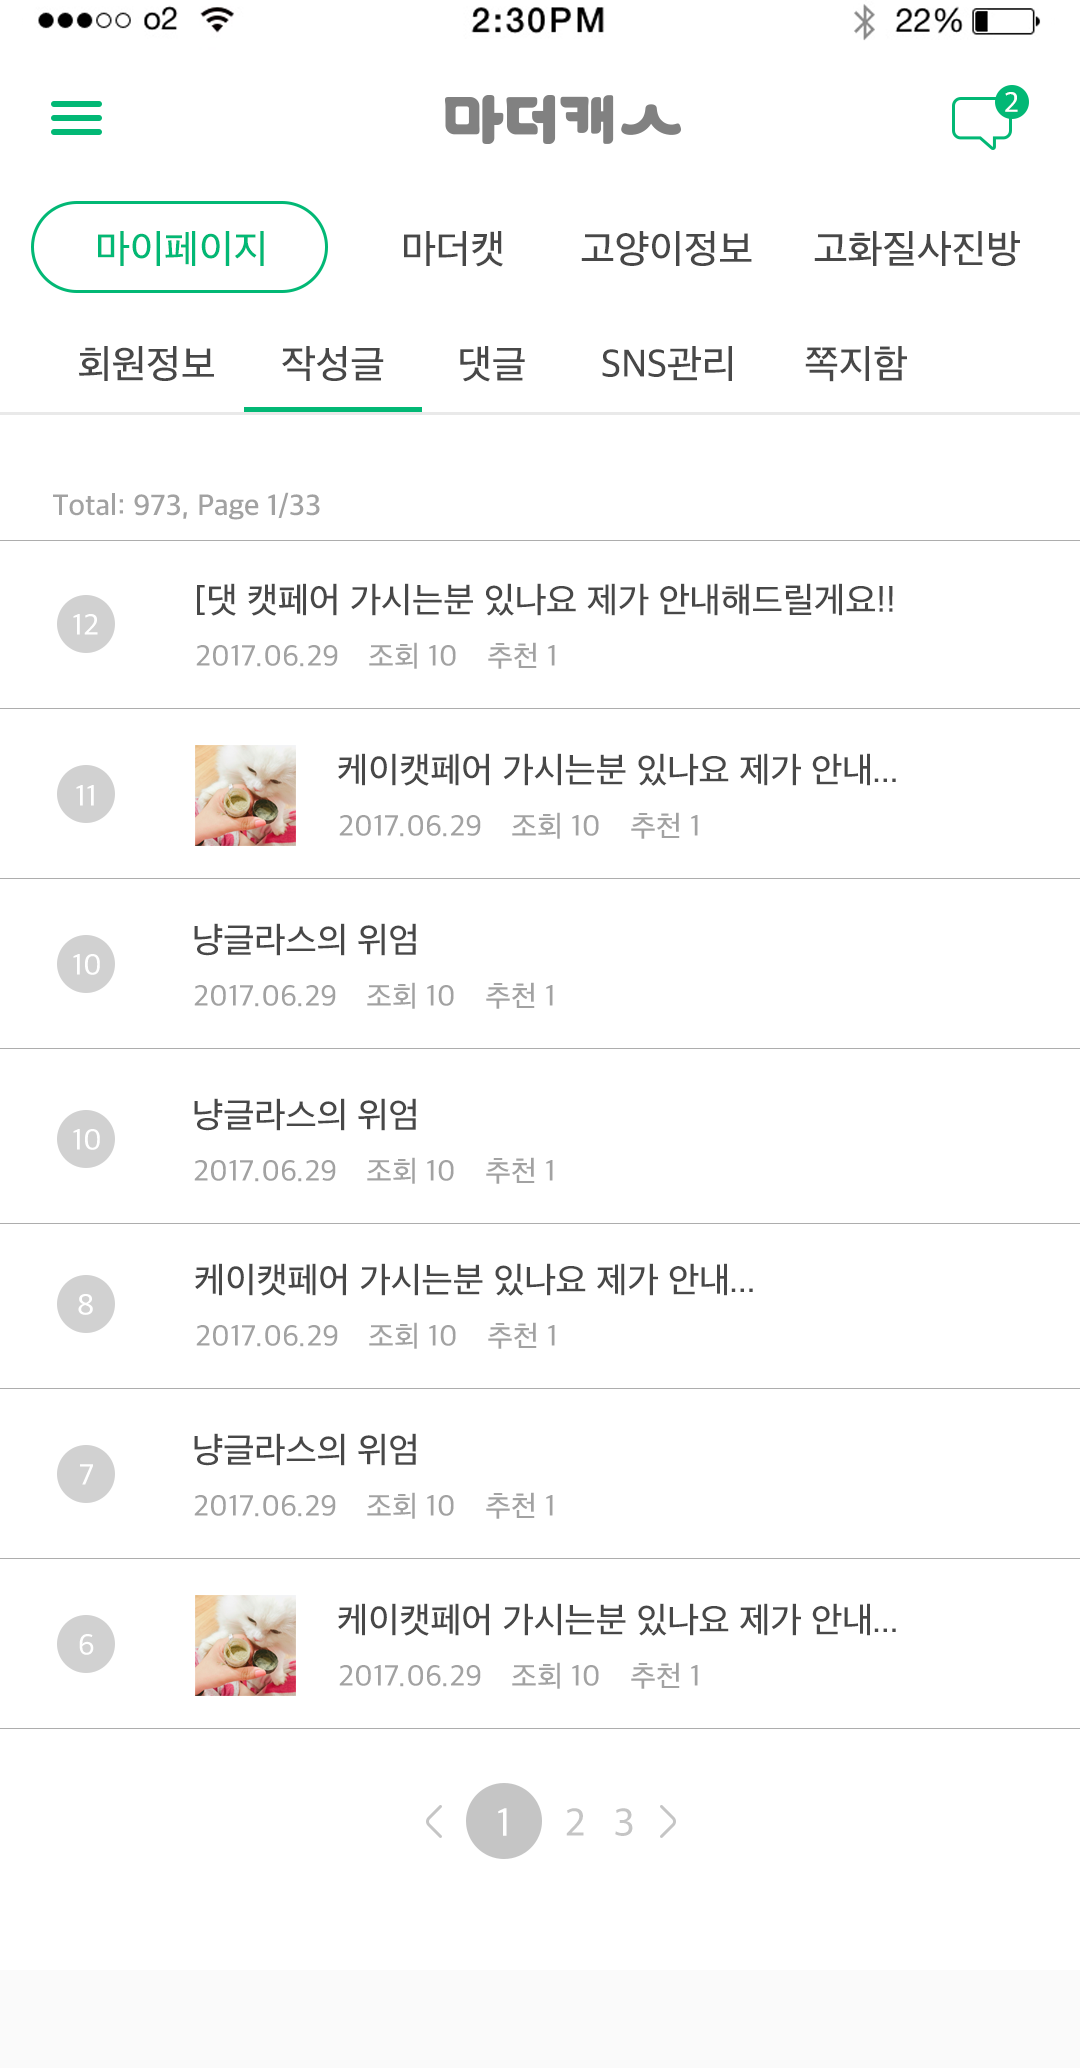 o2 2:30PM 22%
마더캐ㅅ 2
마이페이지 마더캣 고양이정보 고화질사진방
회원정보 작성글 댓글 SNS관리 쪽지함
Total: 973, Page 1/33
12 [댓 캣페어 가시는분 있나요 제가 안내해드릴게요!!
2017.06.29 조회 10 추천 1
11 케이캣페어 가시는분 있나요 제가 안내...
2017.06.29 조회 10 추천 1
10 냥글라스의 위엄
2017.06.29 조회 10 추천 1
10 냥글라스의 위엄
2017.06.29 조회 10 추천 1
8 케이캣페어 가시는분 있나요 제가 안내...
2017.06.29 조회 10 추천 1
7 냥글라스의 위엄
2017.06.29 조회 10 추천 1
6 케이캣페어 가시는분 있나요 제가 안내...
2017.06.29 조회 10 추천 1
< 1 2 3 >